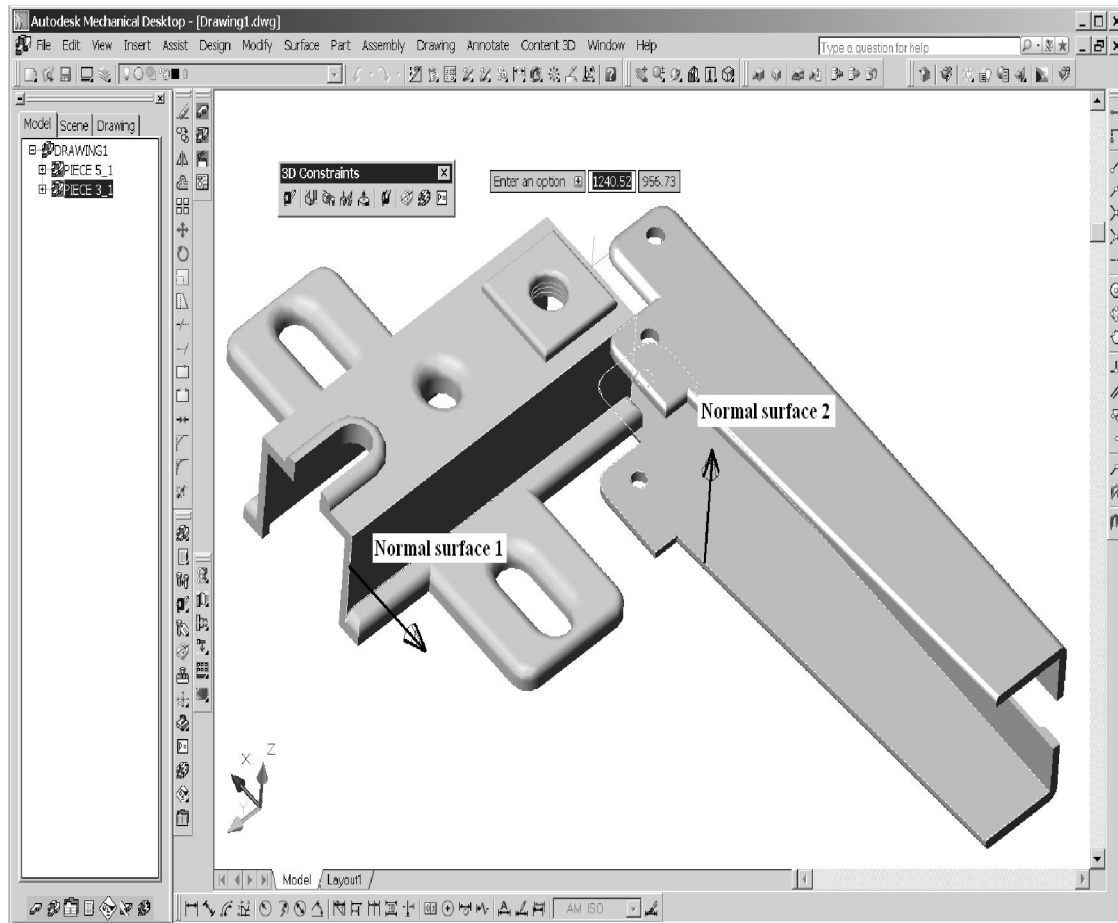 Autodesk Mechanical Desktop - [Drawing1.dwg]
File Edit View Insert Assist Design Modify Surface Part Assembly Drawing Annotate Content 3D Window Help
Type a question for help
0
Model Scene Drawing
DRAWING1
PIECE 5_1
PIECE 3_1
3D Constraints
Enter an option 1240.52 956.73
Normal surface 2
Normal surface 1
X Z
Y
Model Layout1
AM ISO